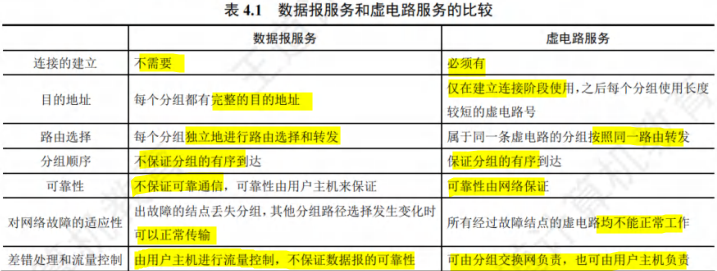 表 4.1 数据报服务和虚电路服务的比较
数据报服务 虚电路服务
连接的建立 不需要 必须有
目的地址 每个分组都有完整的目的地址 仅在建立连接阶段使用，之后每个分组使用长度
较短的虚电路号
路由选择 每个分组独立地进行路由选择和转发 属于同一条虚电路的分组按照同一路由转发
分组顺序 不保证分组的有序到达 保证分组的有序到达
可靠性 不保证可靠通信，可靠性由用户主机来保证 可靠性由网络保证
对网络故障的适应性 出故障的结点丢失分组，其他分组路径选择发生变化时
可以正常传输 所有经过故障结点的虚电路均不能正常工作
差错处理和流量控制 由用户主机进行流量控制，不保证数据报的可靠性 可由分组交换网负责，也可由用户主机负责